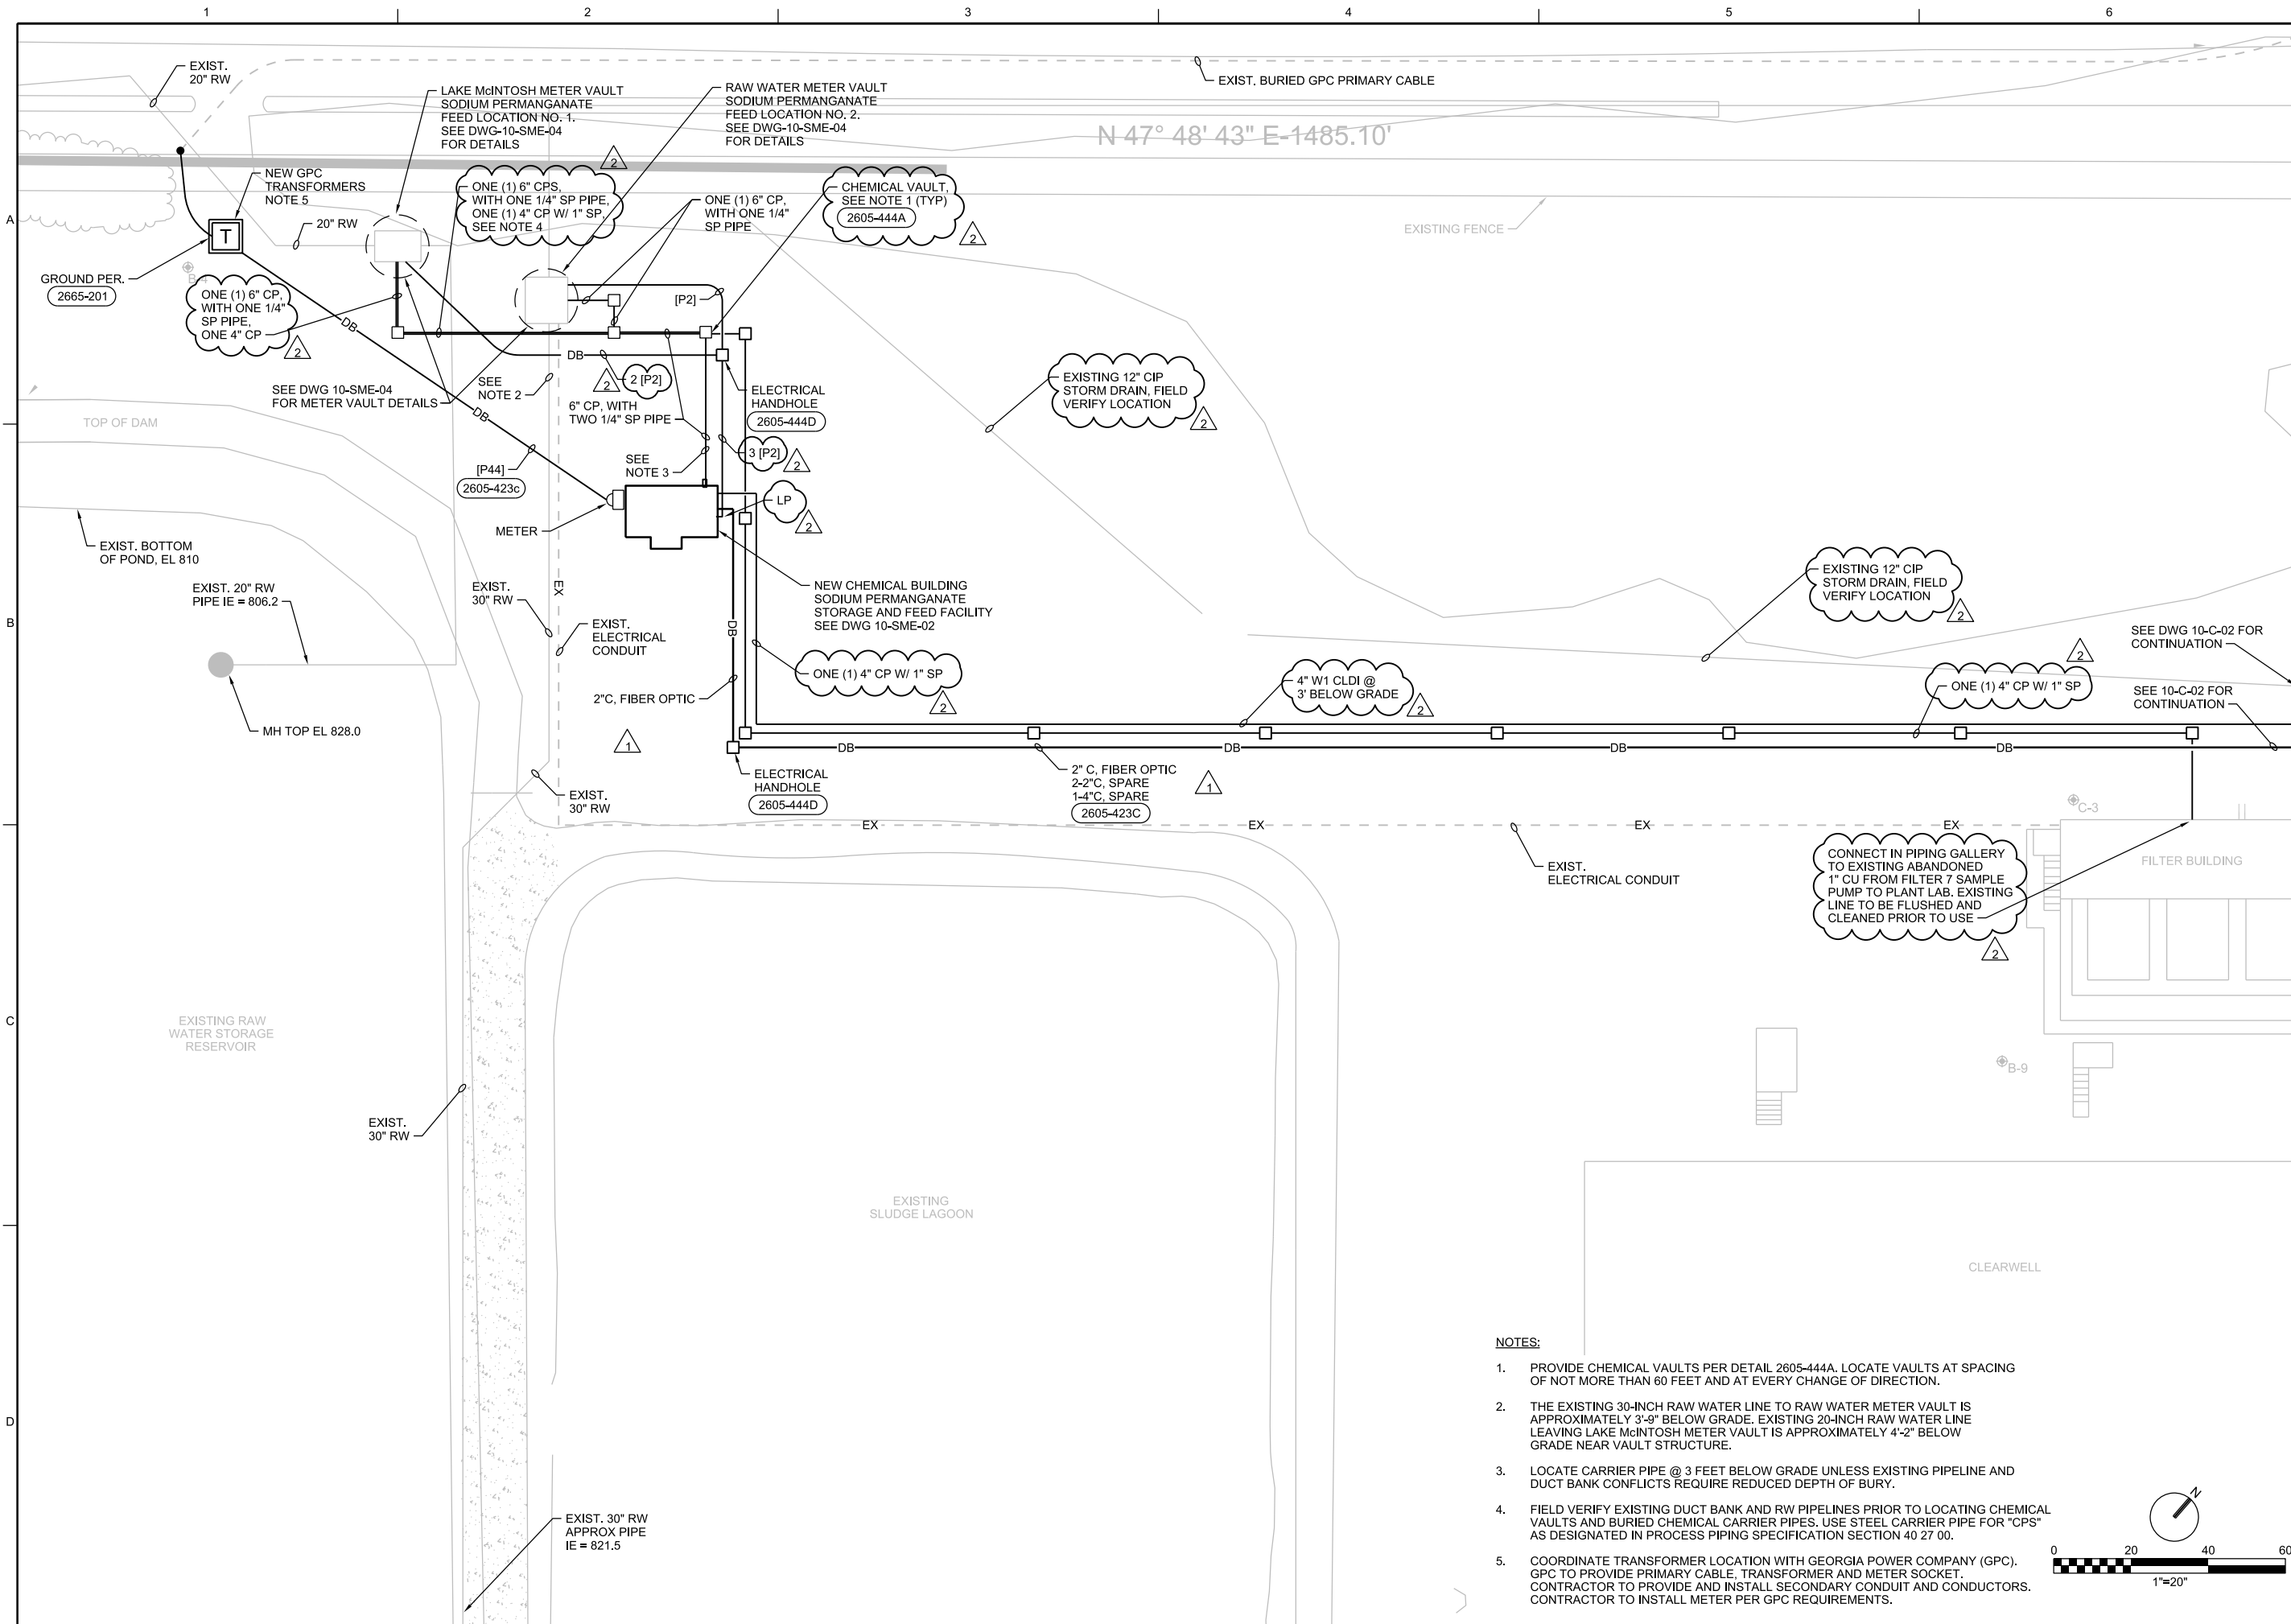 1
2
3
4
5
6
A
B
C
D
EXIST.
20" RW
LAKE McINTOSH METER VAULT
SODIUM PERMANGANATE
FEED LOCATION NO. 1.
SEE DWG-10-SME-04
FOR DETAILS
RAW WATER METER VAULT
SODIUM PERMANGANATE
FEED LOCATION NO. 2.
SEE DWG-10-SME-04
FOR DETAILS
EXIST. BURIED GPC PRIMARY CABLE
N 47° 48' 43" E-1485.10'
NEW GPC
TRANSFORMERS
NOTE 5
2
ONE (1) 6" CPS,
WITH ONE 1/4" SP PIPE,
ONE (1) 4" CP W/ 1" SP,
SEE NOTE 4
ONE (1) 6" CP,
WITH ONE 1/4"
SP PIPE
CHEMICAL VAULT,
SEE NOTE 1 (TYP)
2605-444A
2
EXISTING FENCE
T
20" RW
GROUND PER.
2665-201
B-4
ONE (1) 6" CP,
WITH ONE 1/4"
SP PIPE,
ONE 4" CP
2
DB
[P2]
DB
2
2 [P2]
SEE DWG 10-SME-04
FOR METER VAULT DETAILS
SEE
NOTE 2
6" CP, WITH
TWO 1/4" SP PIPE
ELECTRICAL
HANDHOLE
2605-444D
EXISTING 12" CIP
STORM DRAIN, FIELD
VERIFY LOCATION
2
TOP OF DAM
DB
3 [P2]
2
SEE
NOTE 3
[P44]
2605-423c
LP
2
METER
EXIST. BOTTOM
OF POND, EL 810
EXIST. 20" RW
PIPE IE = 806.2
EXIST.
30" RW
EX
NEW CHEMICAL BUILDING
SODIUM PERMANGANATE
STORAGE AND FEED FACILITY
SEE DWG 10-SME-02
EXISTING 12" CIP
STORM DRAIN, FIELD
VERIFY LOCATION
2
EXIST.
ELECTRICAL
CONDUIT
DB
SEE DWG 10-C-02 FOR
CONTINUATION
2"C, FIBER OPTIC
ONE (1) 4" CP W/ 1" SP
2
4" W1 CLDI @
3' BELOW GRADE
2
2
ONE (1) 4" CP W/ 1" SP
SEE 10-C-02 FOR
CONTINUATION
MH TOP EL 828.0
1
DB
DB
DB
DB
EXIST.
30" RW
ELECTRICAL
HANDHOLE
2605-444D
2" C, FIBER OPTIC
2-2"C, SPARE
1-4"C, SPARE
2605-423C
1
C-3
EX
EX
EX
EX
EXIST.
ELECTRICAL CONDUIT
CONNECT IN PIPING GALLERY
TO EXISTING ABANDONED
1" CU FROM FILTER 7 SAMPLE
PUMP TO PLANT LAB. EXISTING
LINE TO BE FLUSHED AND
CLEANED PRIOR TO USE
2
FILTER BUILDING
EXISTING RAW
WATER STORAGE
RESERVOIR
B-9
EXIST.
30" RW
EXISTING
SLUDGE LAGOON
CLEARWELL
EXIST. 30" RW
APPROX PIPE
IE = 821.5
NOTES:
1. PROVIDE CHEMICAL VAULTS PER DETAIL 2605-444A. LOCATE VAULTS AT SPACING
OF NOT MORE THAN 60 FEET AND AT EVERY CHANGE OF DIRECTION.
2. THE EXISTING 30-INCH RAW WATER LINE TO RAW WATER METER VAULT IS
APPROXIMATELY 3'-9" BELOW GRADE. EXISTING 20-INCH RAW WATER LINE
LEAVING LAKE McINTOSH METER VAULT IS APPROXIMATELY 4'-2" BELOW
GRADE NEAR VAULT STRUCTURE.
3. LOCATE CARRIER PIPE @ 3 FEET BELOW GRADE UNLESS EXISTING PIPELINE AND
DUCT BANK CONFLICTS REQUIRE REDUCED DEPTH OF BURY.
4. FIELD VERIFY EXISTING DUCT BANK AND RW PIPELINES PRIOR TO LOCATING CHEMICAL
VAULTS AND BURIED CHEMICAL CARRIER PIPES. USE STEEL CARRIER PIPE FOR "CPS"
AS DESIGNATED IN PROCESS PIPING SPECIFICATION SECTION 40 27 00.
5. COORDINATE TRANSFORMER LOCATION WITH GEORGIA POWER COMPANY (GPC).
GPC TO PROVIDE PRIMARY CABLE, TRANSFORMER AND METER SOCKET.
CONTRACTOR TO PROVIDE AND INSTALL SECONDARY CONDUIT AND CONDUCTORS.
CONTRACTOR TO INSTALL METER PER GPC REQUIREMENTS.
N
0 20 40 60
1"=20"